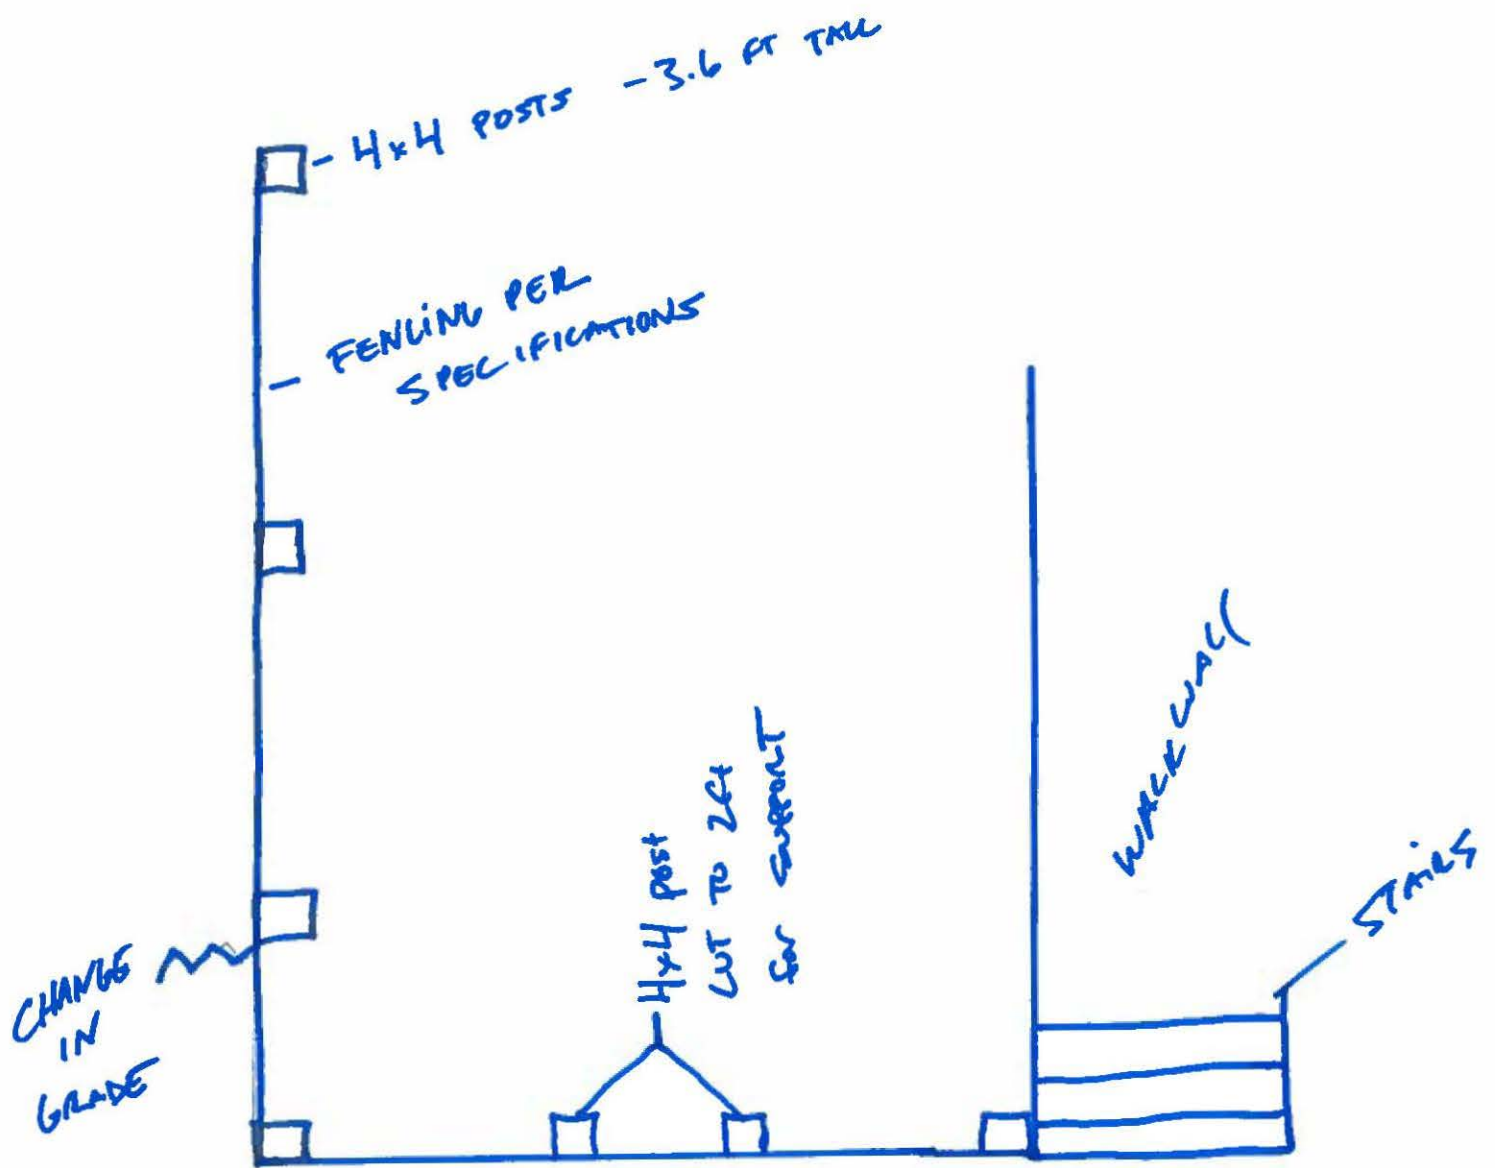 - 4x4 POSTS - 3.6 FT TALL
- FENCING PER
SPECIFICATIONS
4x4 post
CUT TO 2ft
for SUPPORT
WALKWALL
STAIRS
CHANGE
IN
GRADE